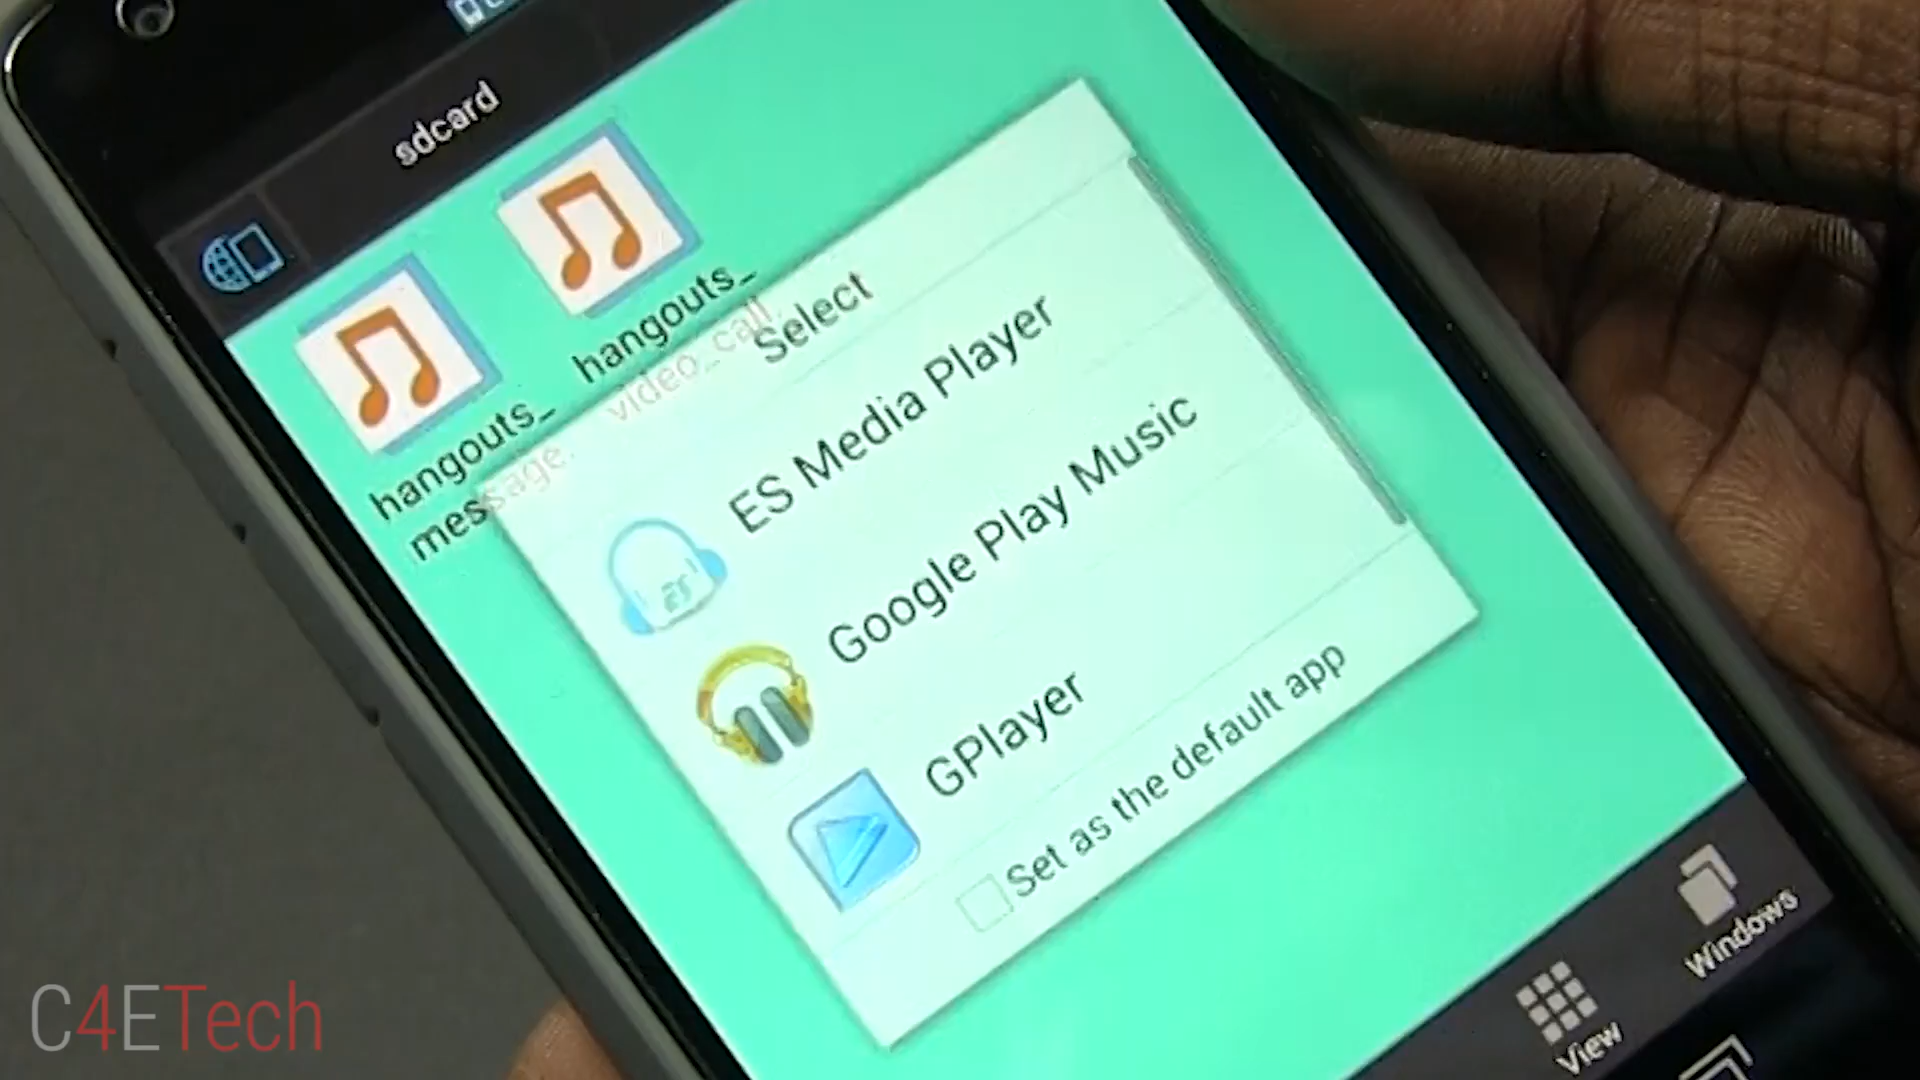 sdcard
hangouts_
message.
hangouts_
video_call.
Select
ES Media Player
Google Play Music
GPlayer
Set as the default app
View
Windows
C4ETech